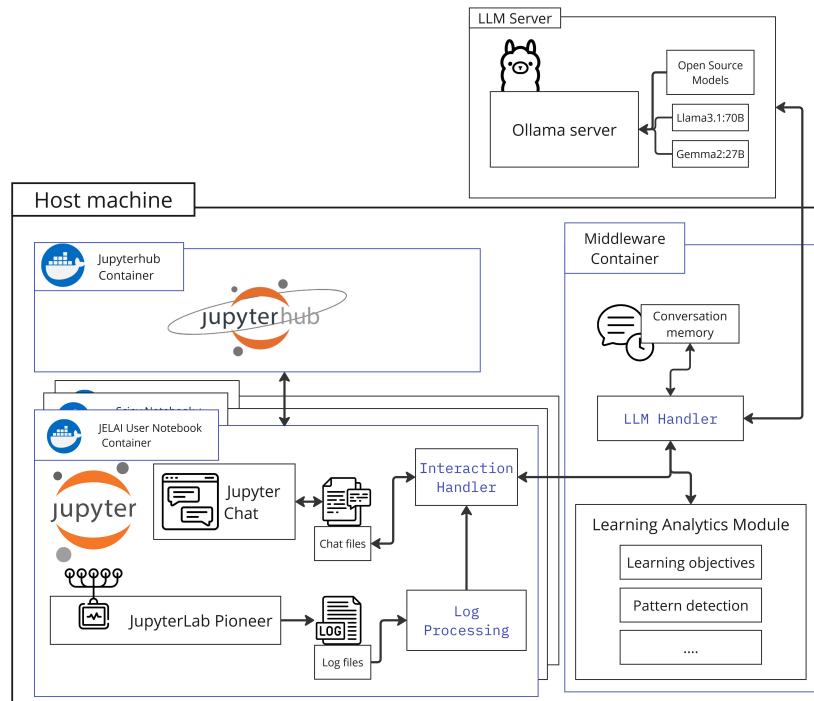 LLM Server
Ollama server
Open Source
Models
Llama3.1:70B
Gemma2:27B
Host machine
Jupyterhub
Container
jupyterhub
Middleware
Container
Conversation
memory
LLM Handler
JELAI User Notebook
Container
jupyter
Jupyter
Chat
Chat files
Interaction
Handler
Learning Analytics Module
Learning objectives
Pattern detection
....
JupyterLab Pioneer
LOG
Log files
Log
Processing